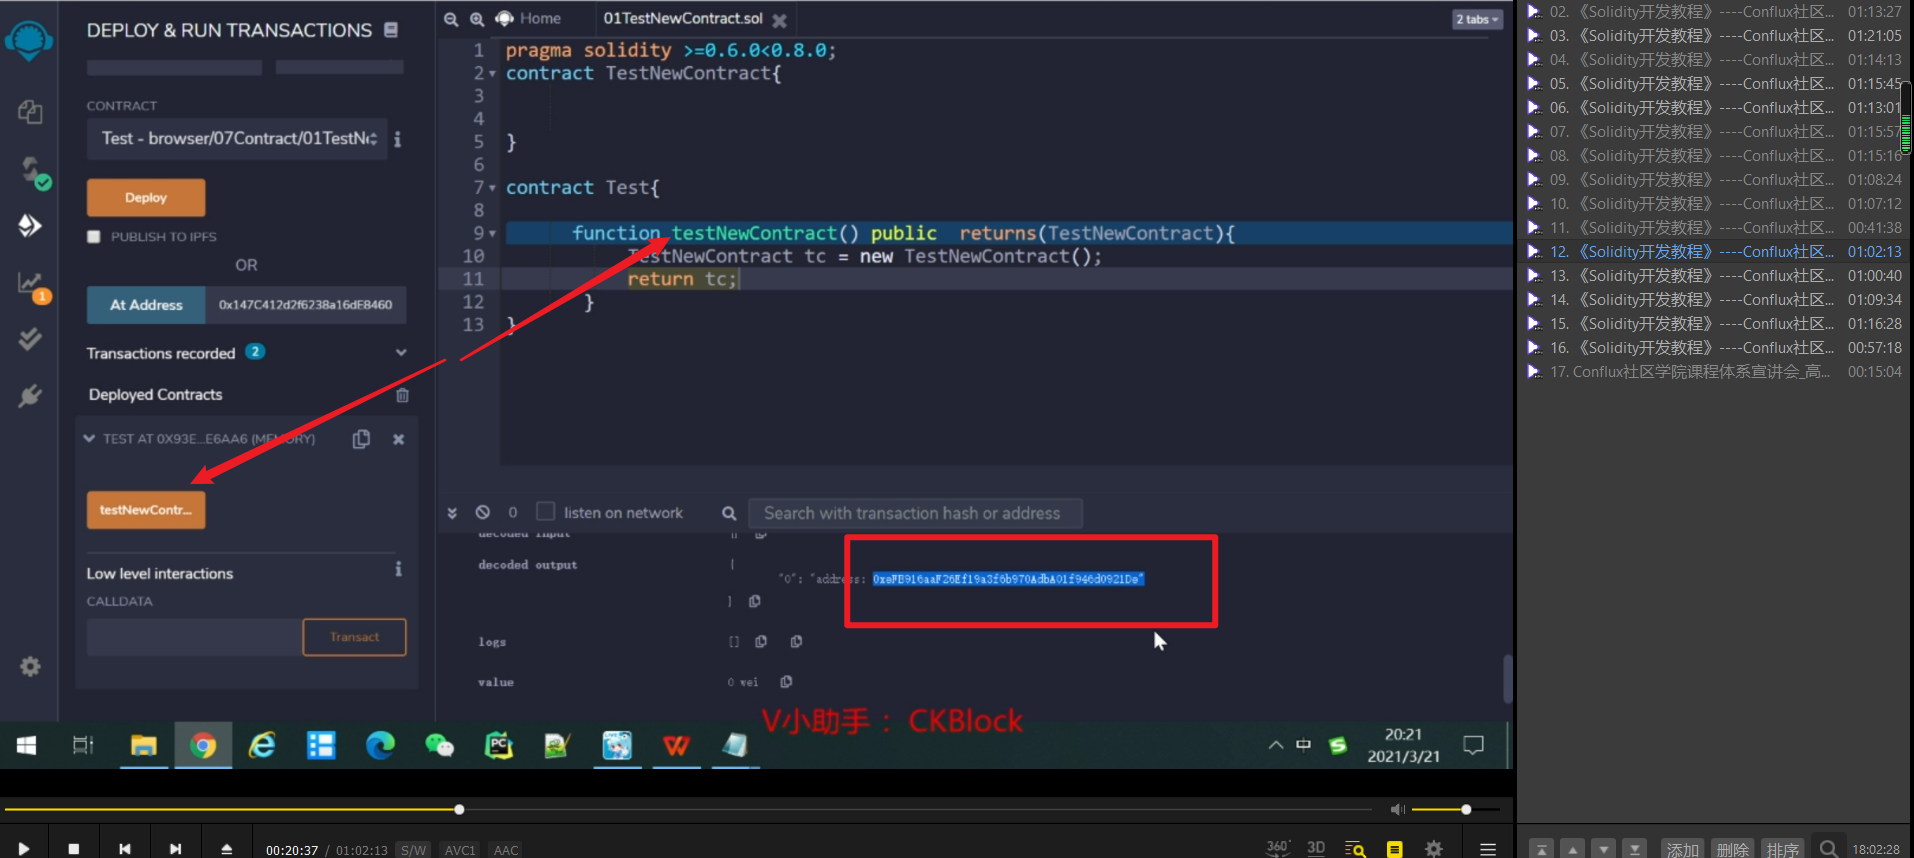 DEPLOY & RUN TRANSACTIONS
CONTRACT
Test - browser/07Contract/01TestN
Deploy
PUBLISH TO IPFS
OR
At Address
0x147C412d2f6238a16dE8460
Transactions recorded 2
Deployed Contracts
TEST AT 0X93E...E6AA6 (MEMORY)
testNewContr...
Low level interactions
CALLDATA
Transact
1
Home
01TestNewContract.sol
2 tabs
1 pragma solidity >=0.6.0<0.8.0;
2 contract TestNewContract{
3
4
5 }
6
7 contract Test{
8
9 function testNewContract() public returns(TestNewContract){
10 TestNewContract tc = new TestNewContract();
11 return tc;
12 }
13 }
0
listen on network
Search with transaction hash or address
decoded input
decoded output
"0": "address: 0xeFB916aaF26Ef19a3f6b970AdbA01f946d0921De"
}
logs [ ]
value 0 wei
V小助手： CKBlock
中
20:21
2021/3/21
00:20:37 / 01:02:13 S/W AVC1 AAC
360° 3D
02. 《Solidity开发教程》----Conflux社区... 01:13:27
03. 《Solidity开发教程》----Conflux社区... 01:21:05
04. 《Solidity开发教程》----Conflux社区... 01:14:13
05. 《Solidity开发教程》----Conflux社区... 01:15:45
06. 《Solidity开发教程》----Conflux社区... 01:13:01
07. 《Solidity开发教程》----Conflux社区... 01:15:57
08. 《Solidity开发教程》----Conflux社区... 01:15:16
09. 《Solidity开发教程》----Conflux社区... 01:08:24
10. 《Solidity开发教程》----Conflux社区... 01:07:12
11. 《Solidity开发教程》----Conflux社区... 00:41:38
12. 《Solidity开发教程》----Conflux社区... 01:02:13
13. 《Solidity开发教程》----Conflux社区... 01:00:40
14. 《Solidity开发教程》----Conflux社区... 01:09:34
15. 《Solidity开发教程》----Conflux社区... 01:16:28
16. 《Solidity开发教程》----Conflux社区... 00:57:18
17. Conflux社区学院课程体系宣讲会_高... 00:15:04
添加 删除 排序 18:02:28